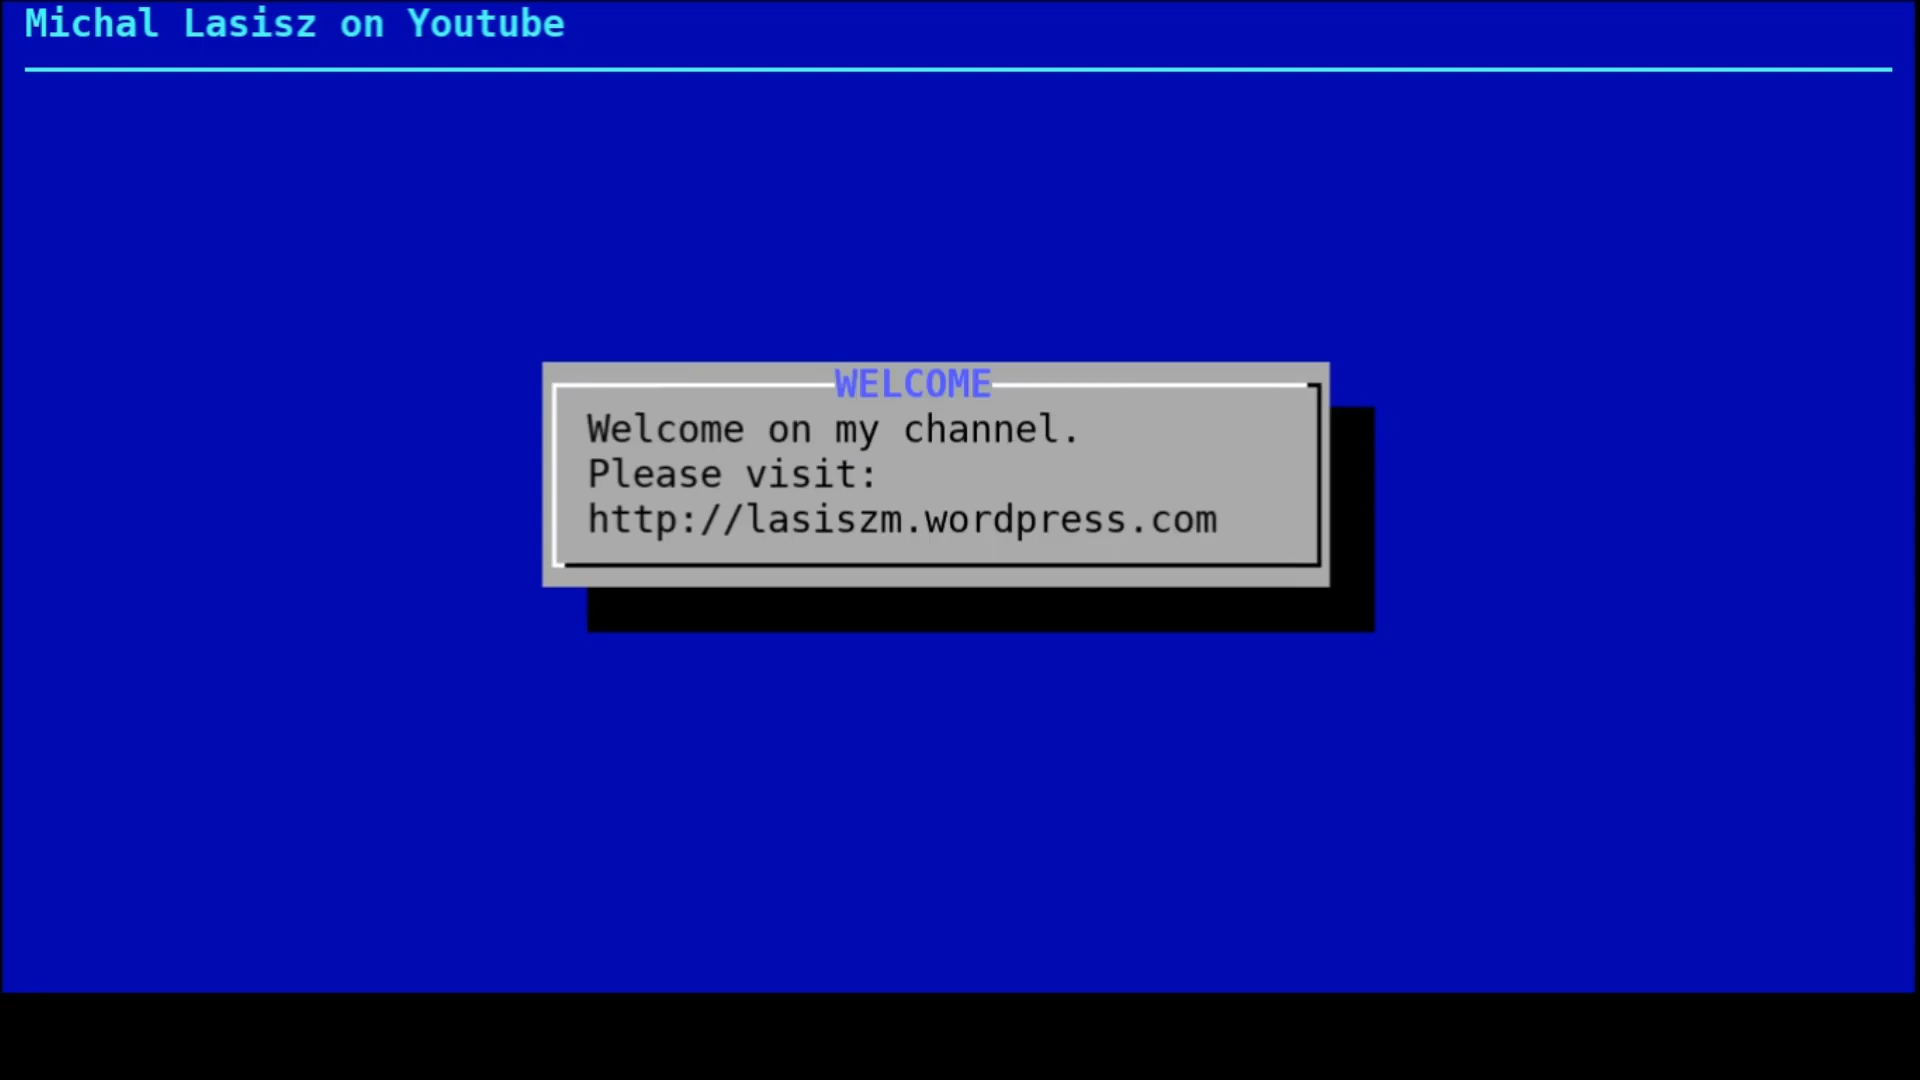 Michal Lasisz on Youtube
WELCOME
Welcome on my channel.
Please visit:
http://lasiszm.wordpress.com